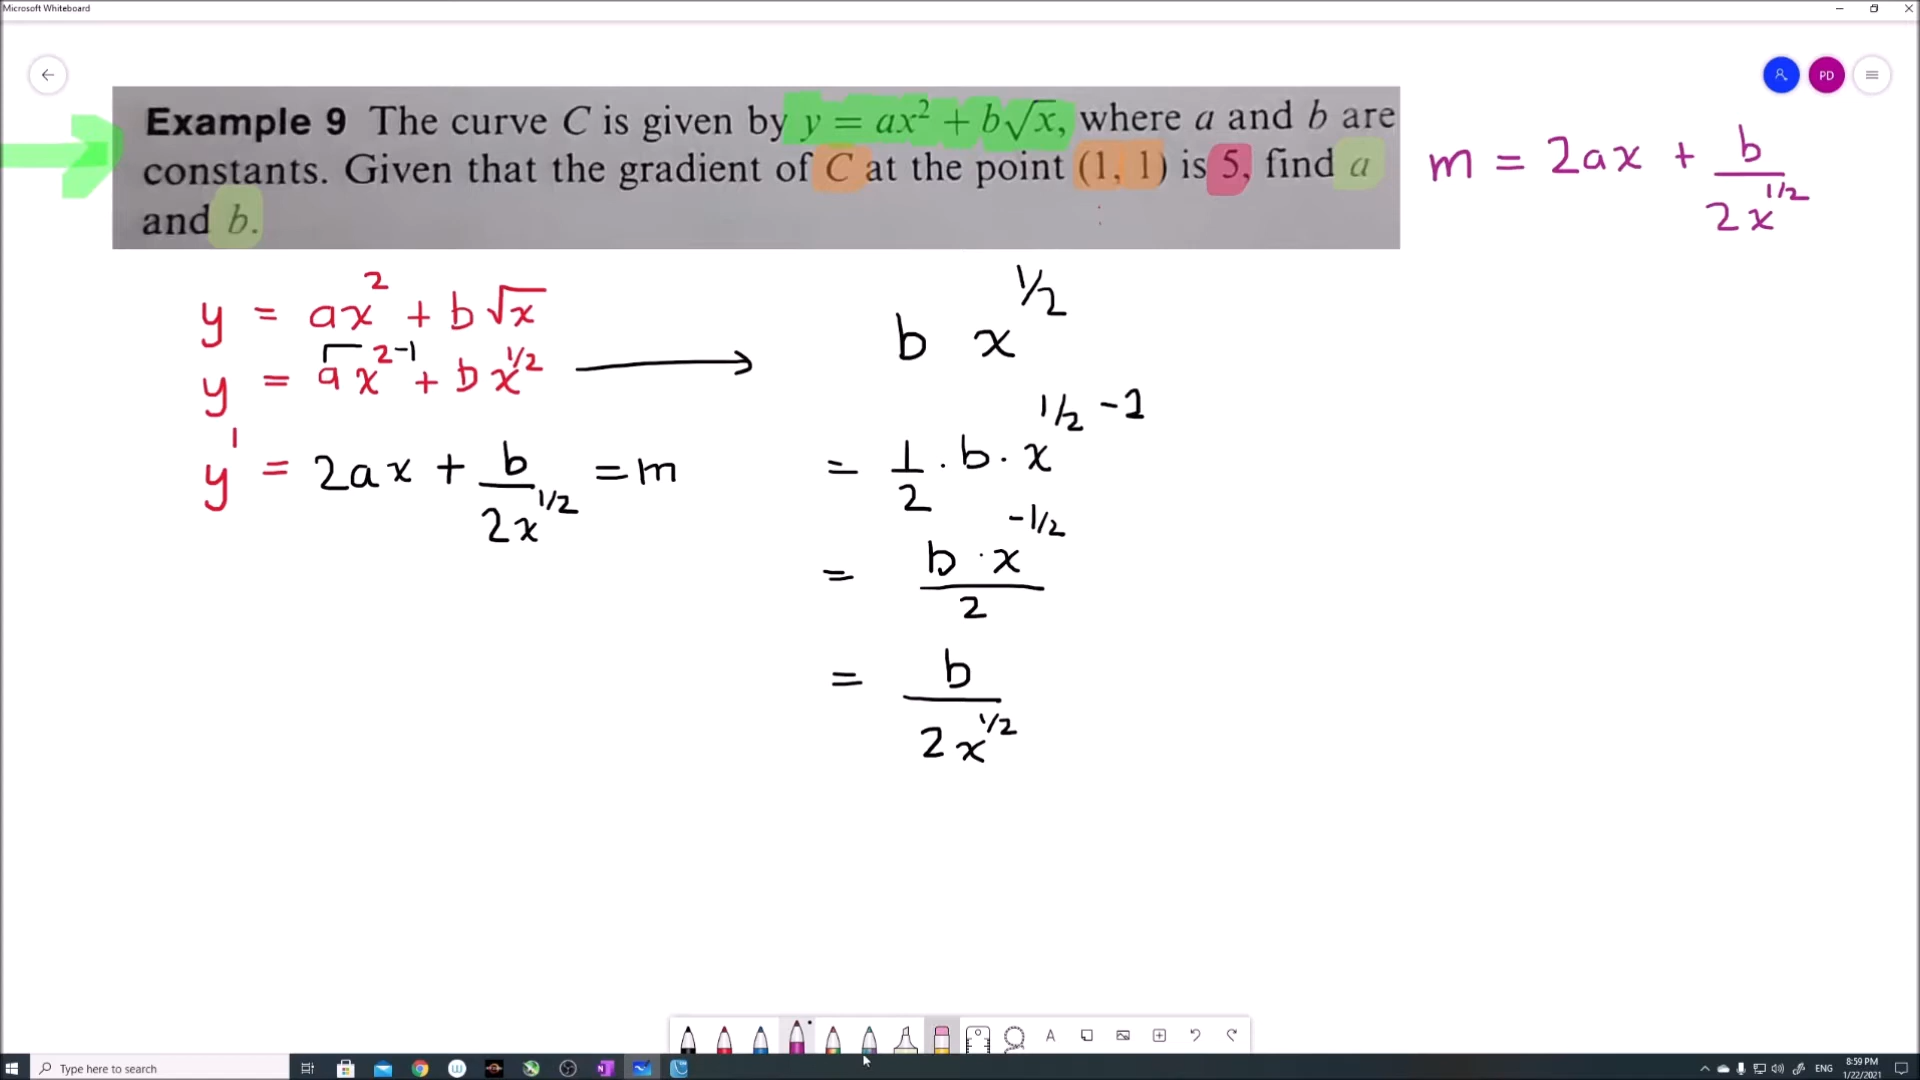 Microsoft Whiteboard
PD
Example 9 The curve C is given by y = ax² + b√x, where a and b are
constants. Given that the gradient of C at the point (1, 1) is 5, find a
and b.
m = 2ax + b/2x^1/2
y = ax² + b√x
y = ax^2-1 + bx^1/2
y' = 2ax + b/2x^1/2 = m
b x^1/2
= 1/2 · b · x^1/2 -1
= b · x^-1/2 / 2
= b / 2x^1/2
A
Type here to search
ENG
8:59 PM
1/22/2021